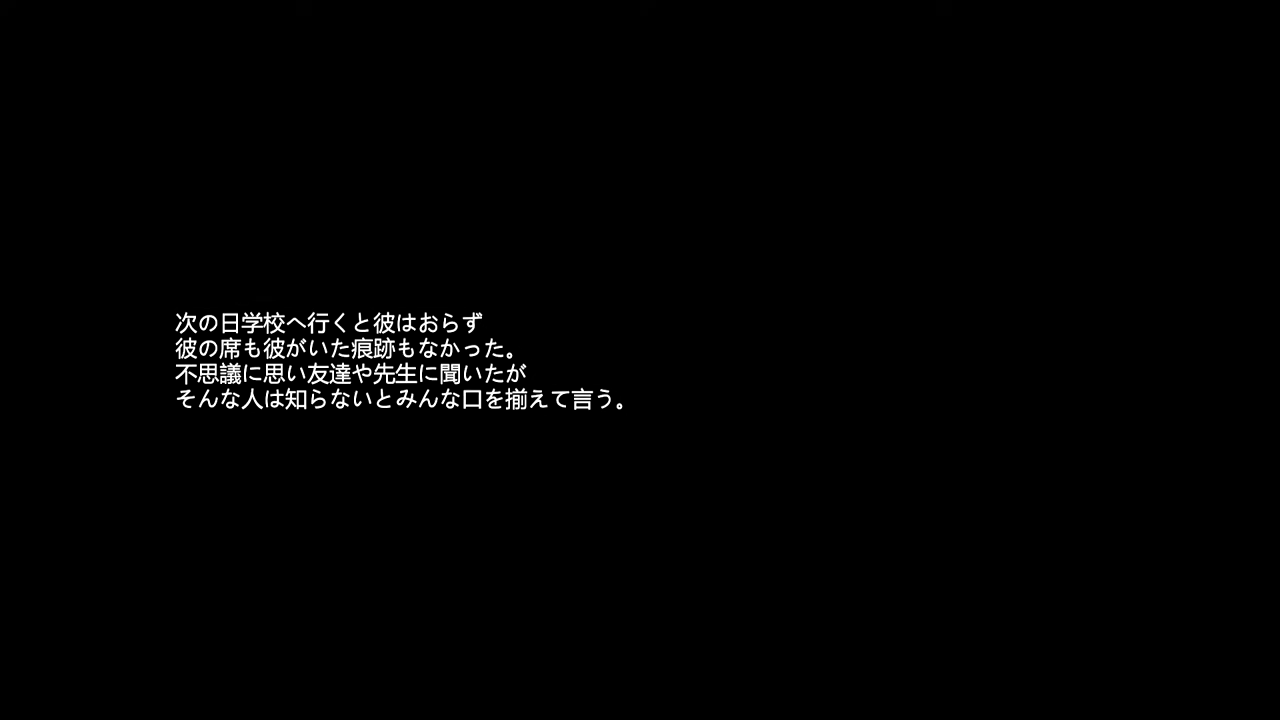 次の日学校へ行くと彼はおらず
彼の席も彼がいた痕跡もなかった。
不思議に思い友達や先生に聞いたが
そんな人は知らないとみんな口を揃えて言う。